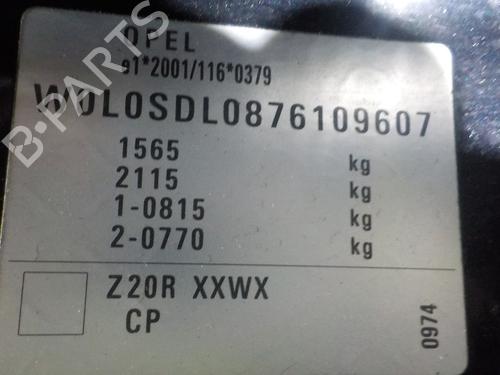 OPEL
e1*2001/116*0379
W0L0SDL0876109607
1565 kg
2115 kg
1-0815 kg
2-0770 kg
Z20R XXWX
CP
0974
B-PARTS